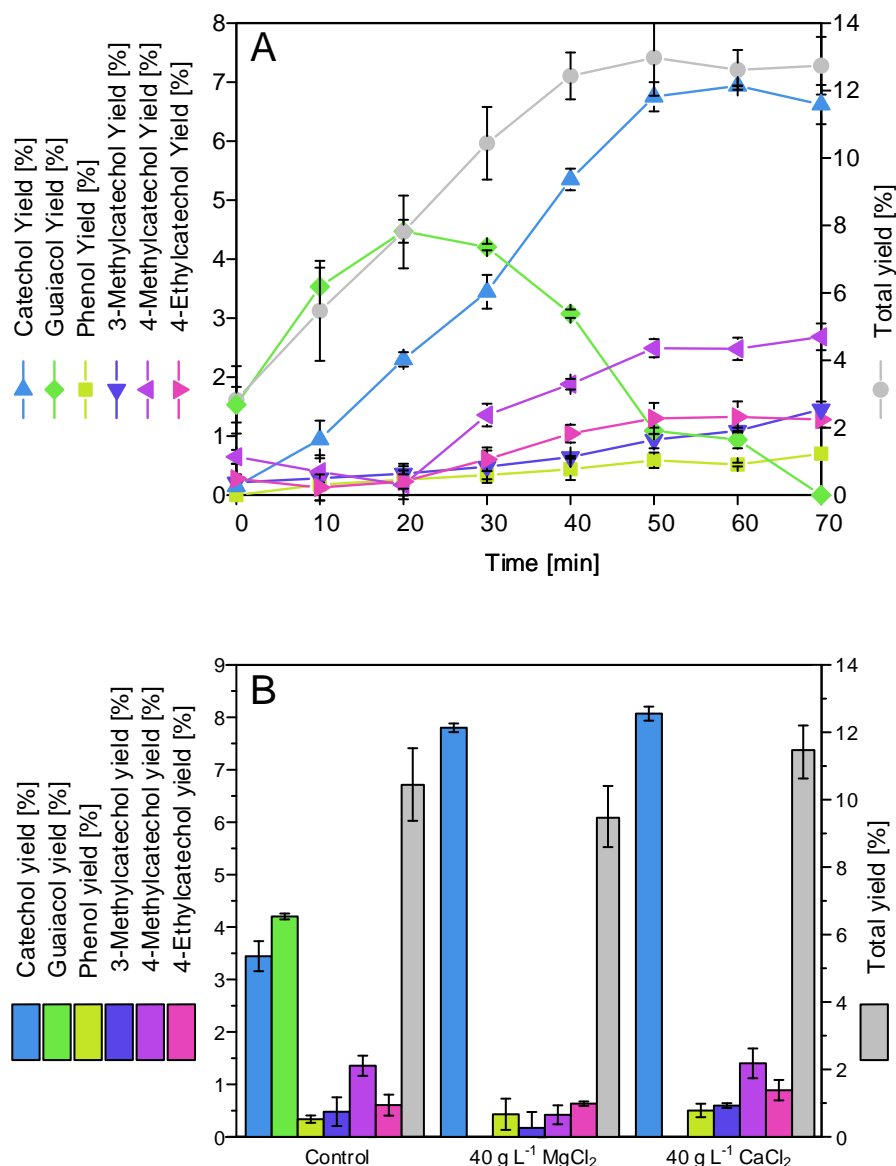 A
8
7
6
5
4
3
2
1
0
14
12
10
8
6
4
2
0
0 10 20 30 40 50 60 70
Time [min]
Catechol Yield [%]
Guaiacol Yield [%]
Phenol Yield [%]
3-Methylcatechol Yield [%]
4-Methylcatechol Yield [%]
4-Ethylcatechol Yield [%]
Total yield [%]
B
9
8
7
6
5
4
3
2
1
0
14
12
10
8
6
4
2
0
Control 40 g L⁻¹ MgCl₂ 40 g L⁻¹ CaCl₂
Catechol yield [%]
Guaiacol yield [%]
Phenol yield [%]
3-Methylcatechol yield [%]
4-Methylcatechol yield [%]
4-Ethylcatechol yield [%]
Total yield [%]